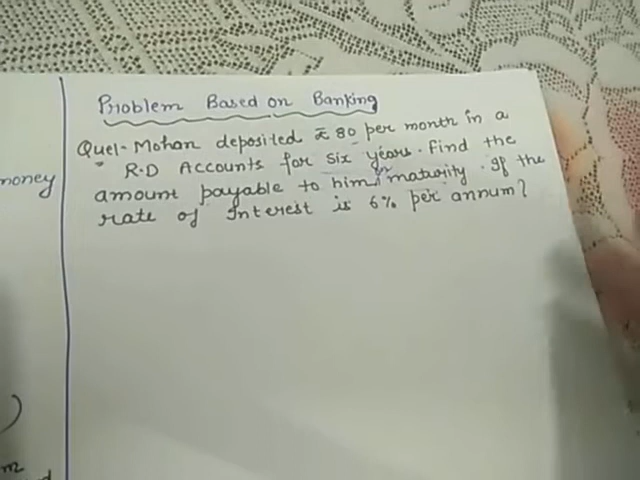 Problem Based on Banking
Ques- Mohan deposited ₹ 80 per month in a
R.D Accounts for six years. Find the
amount payable to him on maturity. If the
rate of Interest is 6% per annum?
money
m